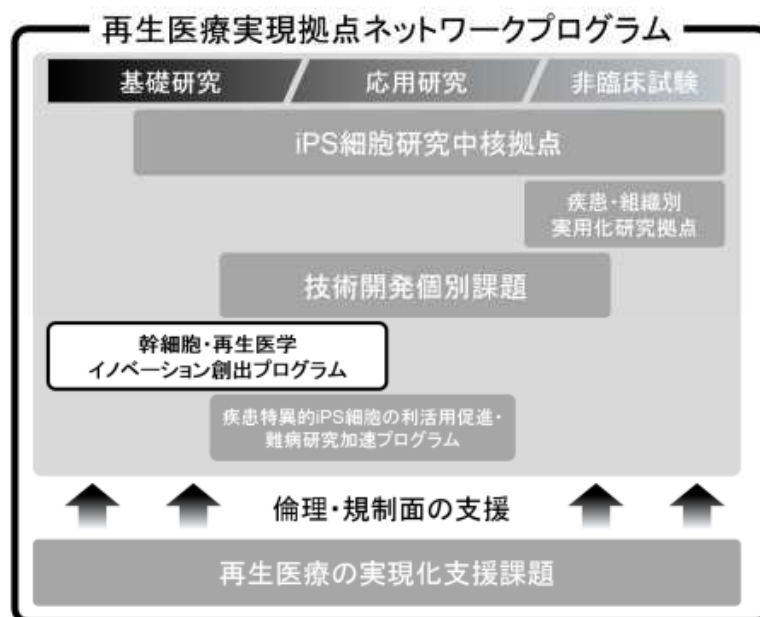 再生医療実現拠点ネットワークプログラム
基礎研究
応用研究
非臨床試験
iPS細胞研究中核拠点
疾患・組織別
実用化研究拠点
技術開発個別課題
幹細胞・再生医学
イノベーション創出プログラム
疾患特異的iPS細胞の利活用促進・
難病研究加速プログラム
倫理・規制面の支援
再生医療の実現化支援課題